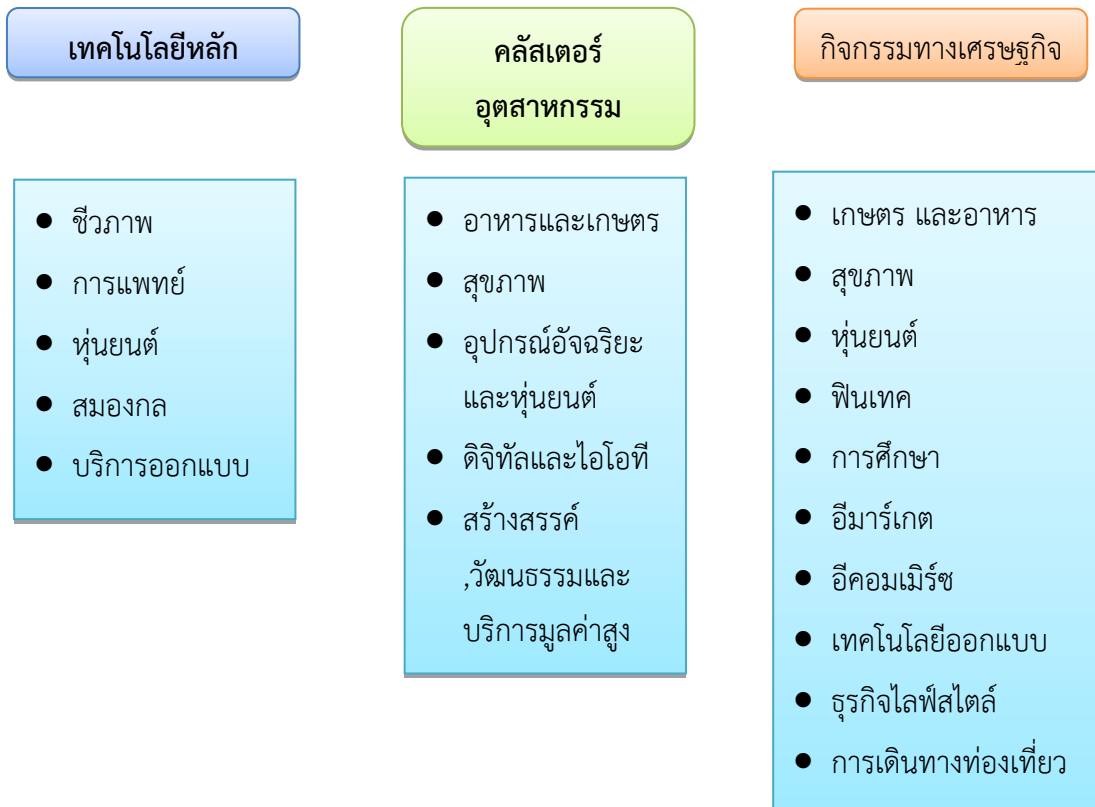 เทคโนโลยีหลัก
คลัสเตอร์
อุตสาหกรรม
กิจกรรมทางเศรษฐกิจ
● ชีวภาพ
● การแพทย์
● หุ่นยนต์
● สมองกล
● บริการออกแบบ
● อาหารและเกษตร
● สุขภาพ
● อุปกรณ์อัจฉริยะ
และหุ่นยนต์
● ดิจิทัลและไอโอที
● สร้างสรรค์
,วัฒนธรรมและ
บริการมูลค่าสูง
● เกษตร และอาหาร
● สุขภาพ
● หุ่นยนต์
● ฟินเทค
● การศึกษา
● อีมาร์เกต
● อีคอมเมิร์ซ
● เทคโนโลยีออกแบบ
● ธุรกิจไลฟ์สไตล์
● การเดินทางท่องเที่ยว